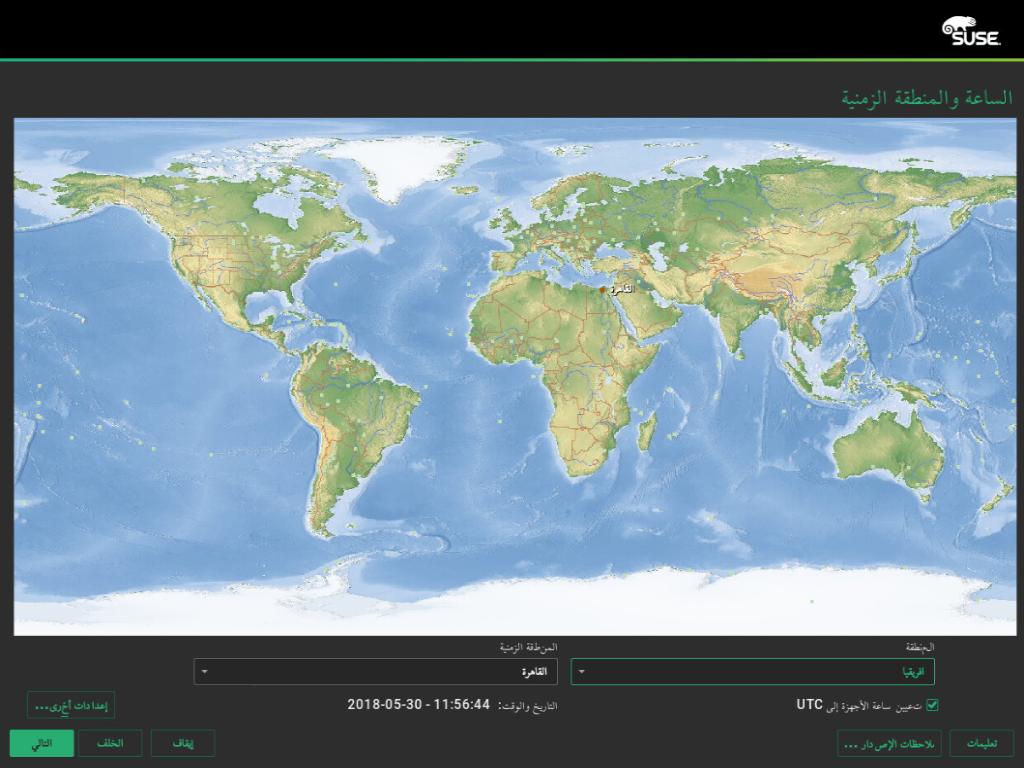 SUSE
الساعة والمنطقة الزمنية
القاهرة
المنطقة
المنطقة الزمنية
افريقيا
القاهرة
تعيين ساعة الأجهزة إلى UTC
التاريخ والوقت: 2018-05-30 - 11:56:44
إعدادات أخرى...
تعليمات
ملاحظات الإصدار ...
إيقاف
الخلف
التالي